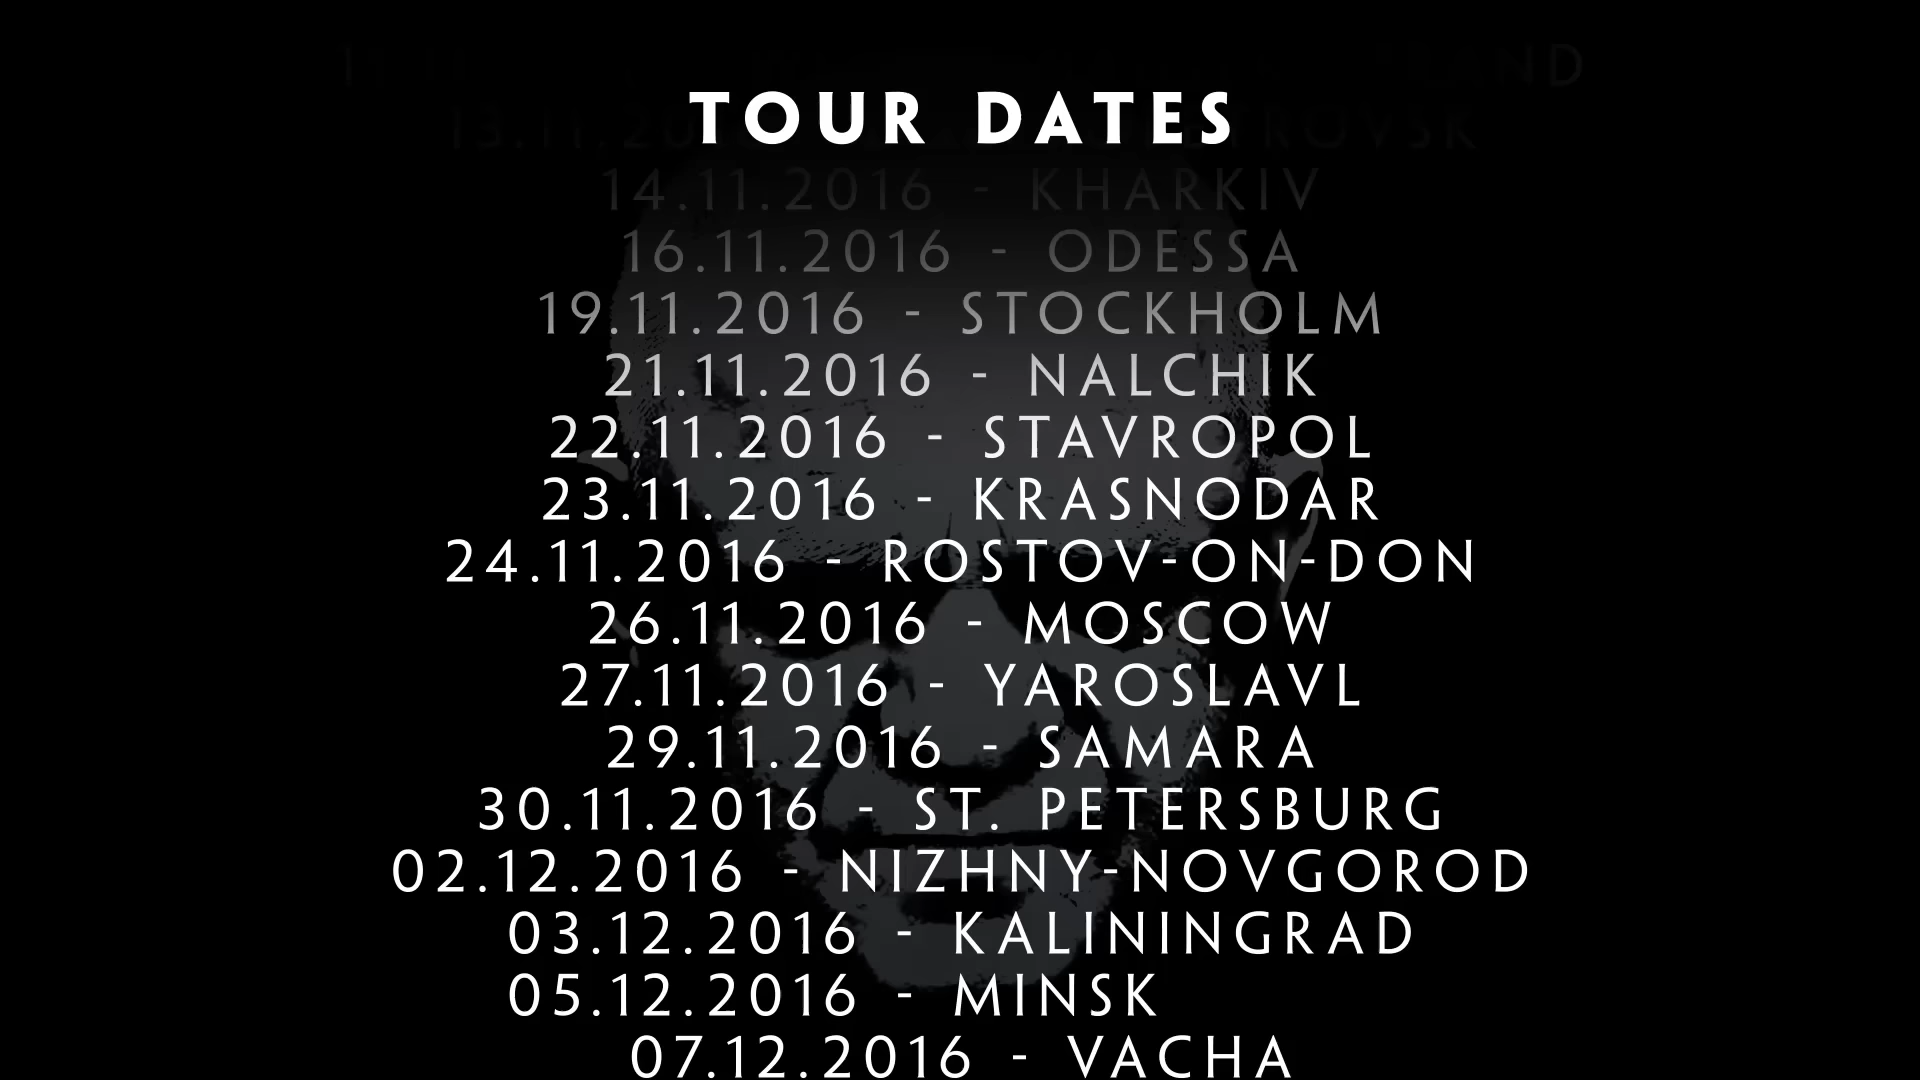 TOUR DATES
14.11.2016 - KHARKIV
16.11.2016 - ODESSA
19.11.2016 - STOCKHOLM
21.11.2016 - NALCHIK
22.11.2016 - STAVROPOL
23.11.2016 - KRASNODAR
24.11.2016 - ROSTOV-ON-DON
26.11.2016 - MOSCOW
27.11.2016 - YAROSLAVL
29.11.2016 - SAMARA
30.11.2016 - ST. PETERSBURG
02.12.2016 - NIZHNY-NOVGOROD
03.12.2016 - KALININGRAD
05.12.2016 - MINSK
07.12.2016 - VACHA